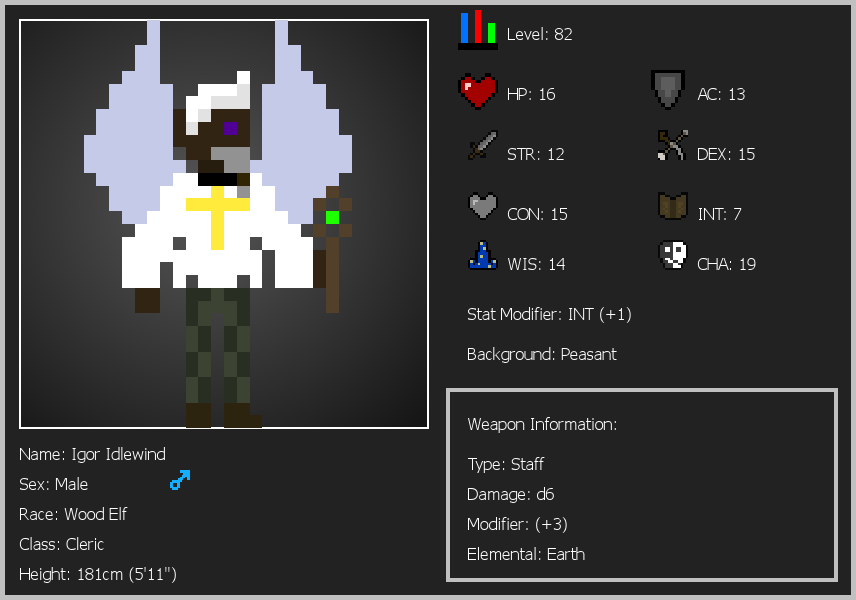 Level: 82
HP: 16
AC: 13
STR: 12
DEX: 15
CON: 15
INT: 7
WIS: 14
CHA: 19
Stat Modifier: INT (+1)
Background: Peasant
Weapon Information:
Type: Staff
Damage: d6
Modifier: (+3)
Elemental: Earth
Name: Igor Idlewind
Sex: Male
Race: Wood Elf
Class: Cleric
Height: 181cm (5'11")